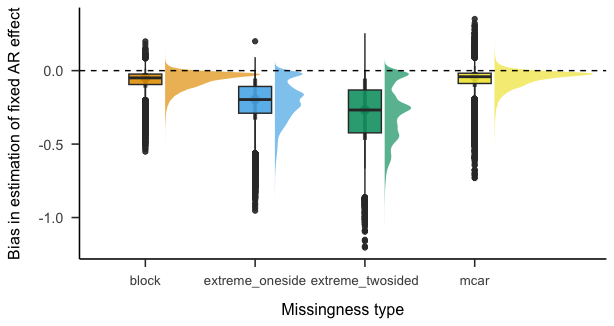 Bias in estimation of fixed AR effect
0.0
-0.5
-1.0
block
extreme_oneside
extreme_twosided
mcar
Missingness type